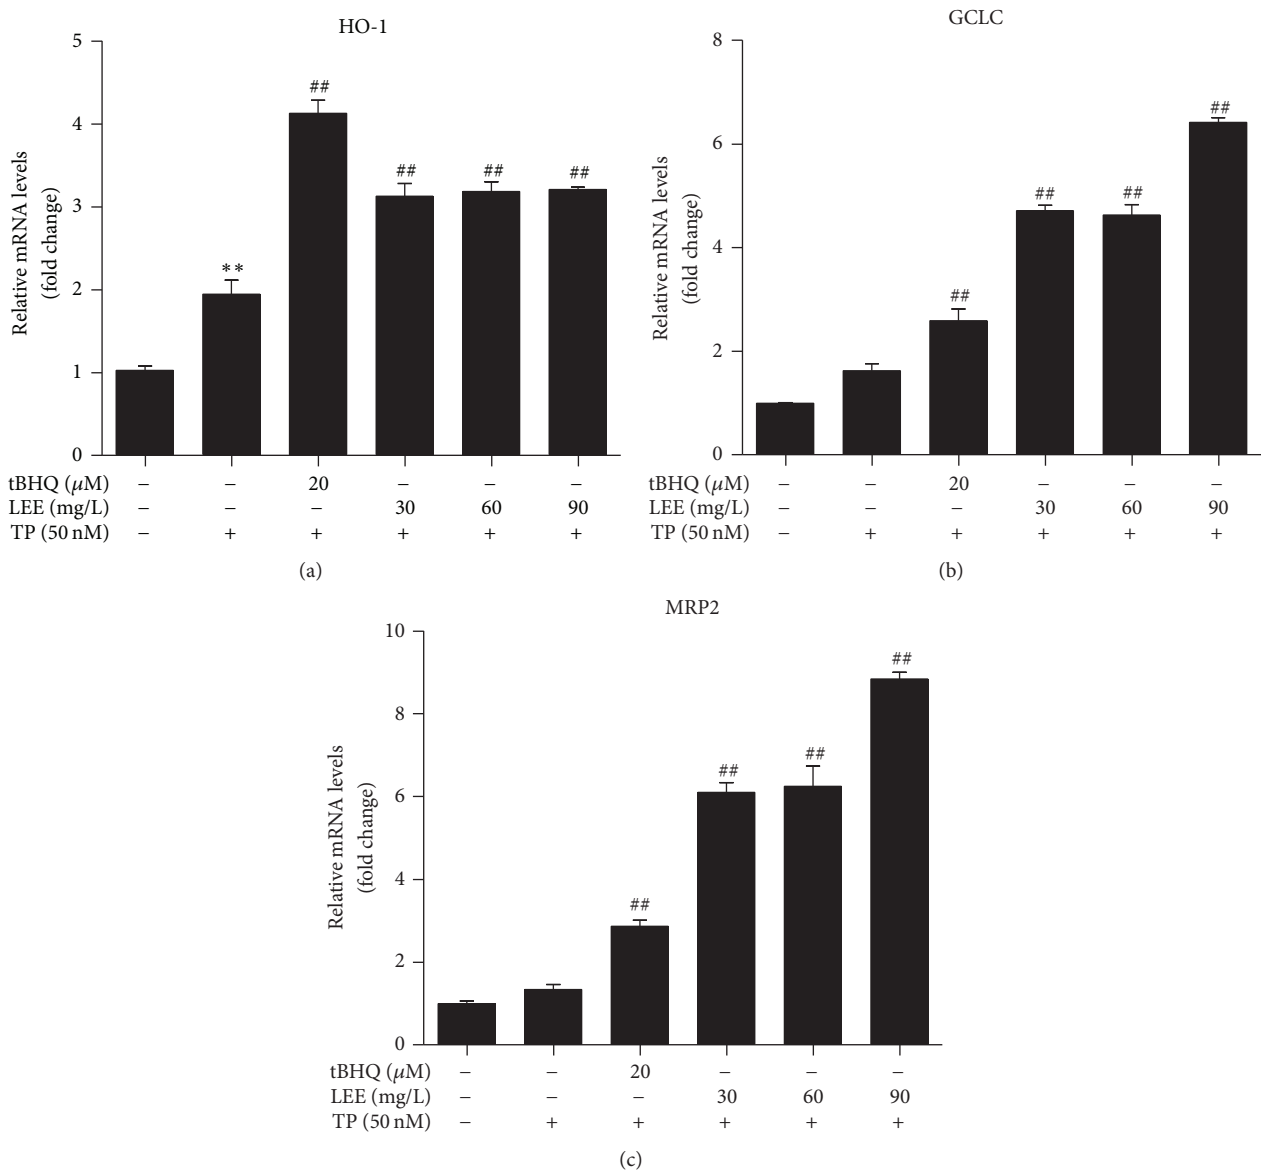 HO-1
5
4
3
2
1
0
Relative mRNA levels
(fold change)
**
##
##
##
##
tBHQ (μM) – – 20 – – –
LEE (mg/L) – – – 30 60 90
TP (50 nM) – + + + + +
(a)
GCLC
8
6
4
2
0
Relative mRNA levels
(fold change)
##
##
##
##
tBHQ (μM) – – 20 – – –
LEE (mg/L) – – – 30 60 90
TP (50 nM) – + + + + +
(b)
MRP2
10
8
6
4
2
0
Relative mRNA levels
(fold change)
##
##
##
##
tBHQ (μM) – – 20 – – –
LEE (mg/L) – – – 30 60 90
TP (50 nM) – + + + + +
(c)